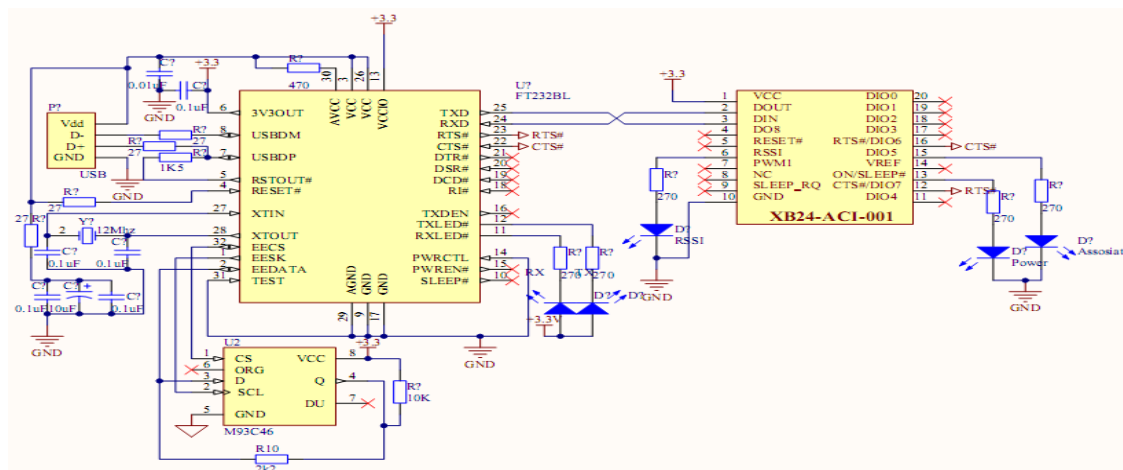 +3.3
R?
470
C?
0.01uF
C?
0.1uF
+3.3
GND
30 3 26 13
AVCC VCC VCC VCCIO
U?
FT232BL
P?
Vdd
D-
D+
GND
USB
R?
R?
27
27
R?
1K5
GND
R?
27
27 R?
Y?
2
12Mhz
C?
0.1uF
C?
0.1uF
C?
C?
C?
0.1uF 10uF
0.1uF
GND
6 3V3OUT
8 USBDM
7 USBDP
5 RSTOUT#
4 RESET#
27 XTIN
28 XTOUT
32 EECS
1 EESK
2 EEDATA
31 TEST
TXD 25
RXD 24
RTS# 23 RTS#
CTS# 22 CTS#
DTR# 21
DSR# 20
DCD# 19
RI# 18
TXDEN 16
TXLED# 12
RXLED# 11
PWRCTL 14
PWREN# 15
SLEEP# 10
AGND GND GND
29 9 17
R?
270
R?
270
RX
TX
D?
D?
+3.3V
GND
+3.3
U2
1 CS
6 ORG
3 D
2 SCL
5 GND
VCC 8
Q 4
DU 7
M93C46
R?
10K
R10
2k2
+3.3
1 VCC
2 DOUT
3 DIN
4 DO8
5 RESET#
6 RSSI
7 PWM1
8 NC
9 SLEEP_RQ
10 GND
DIO0 20
DIO1 19
DIO2 18
DIO3 17
RTS#/DIO6 16 CTS#
DIO5 15
VREF 14
ON/SLEEP# 13
CTS#/DIO7 12 RTS#
DIO4 11
XB24-ACI-001
R?
270
D?
RSSI
GND
R?
270
R?
270
D?
Power
D?
Assosiat
GND